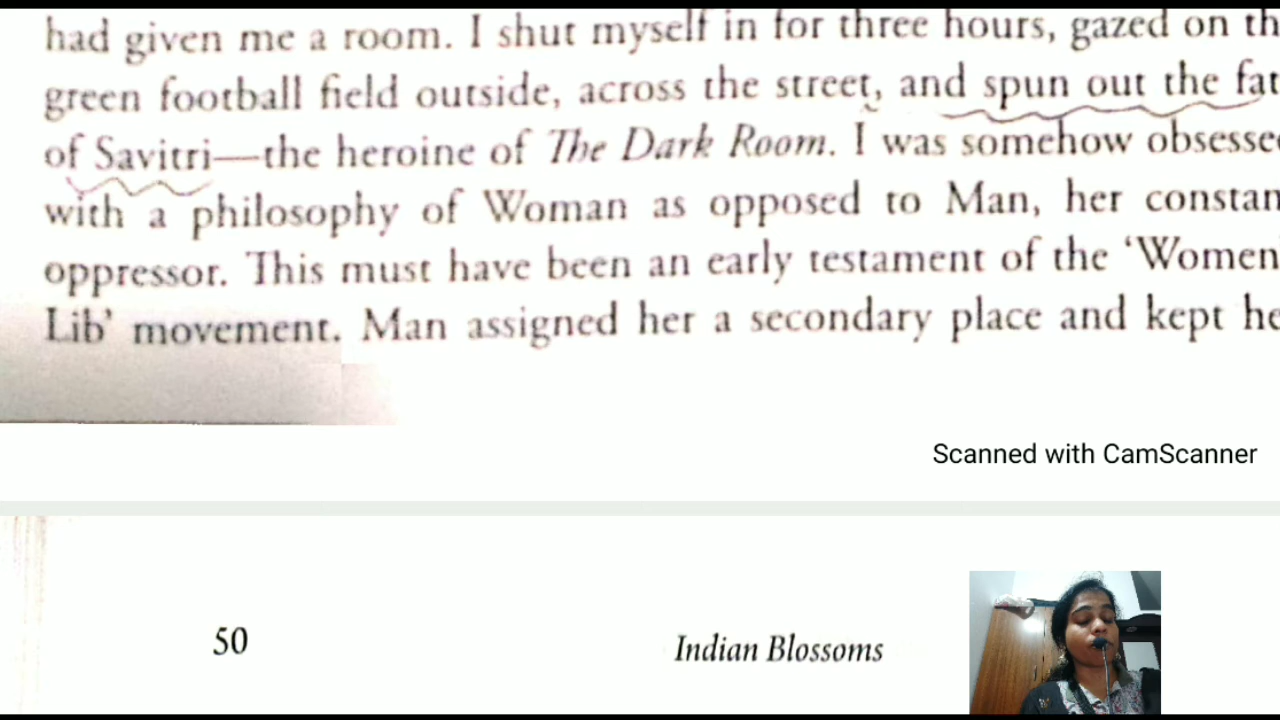 had given me a room. I shut myself in for three hours, gazed on th
green football field outside, across the street, and spun out the fat
of Savitri—the heroine of The Dark Room. I was somehow obsesse
with a philosophy of Woman as opposed to Man, her constan
oppressor. This must have been an early testament of the ‘Women'
Lib’ movement. Man assigned her a secondary place and kept he
Scanned with CamScanner
50
Indian Blossoms